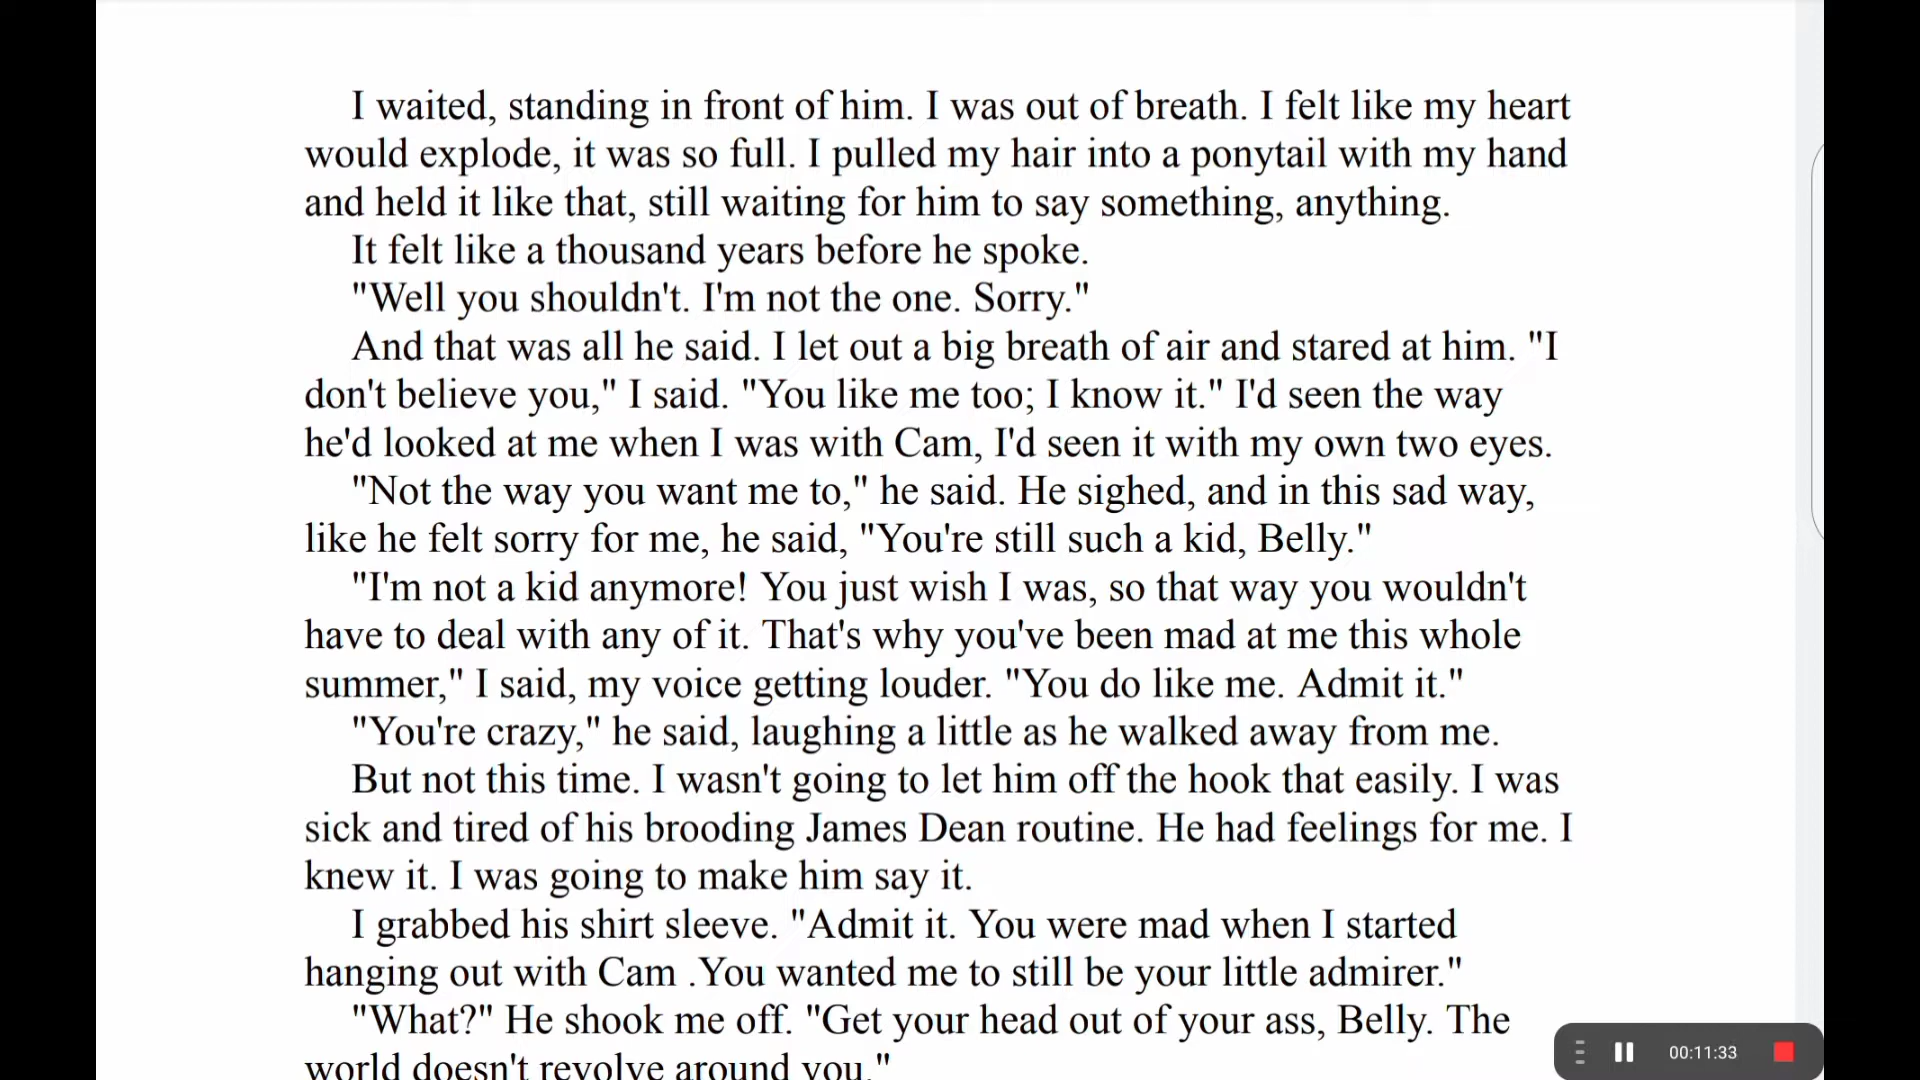 I waited, standing in front of him. I was out of breath. I felt like my heart
would explode, it was so full. I pulled my hair into a ponytail with my hand
and held it like that, still waiting for him to say something, anything.
It felt like a thousand years before he spoke.
"Well you shouldn't. I'm not the one. Sorry."
And that was all he said. I let out a big breath of air and stared at him. "I
don't believe you," I said. "You like me too; I know it." I'd seen the way
he'd looked at me when I was with Cam, I'd seen it with my own two eyes.
"Not the way you want me to," he said. He sighed, and in this sad way,
like he felt sorry for me, he said, "You're still such a kid, Belly."
"I'm not a kid anymore! You just wish I was, so that way you wouldn't
have to deal with any of it. That's why you've been mad at me this whole
summer," I said, my voice getting louder. "You do like me. Admit it."
"You're crazy," he said, laughing a little as he walked away from me.
But not this time. I wasn't going to let him off the hook that easily. I was
sick and tired of his brooding James Dean routine. He had feelings for me. I
knew it. I was going to make him say it.
I grabbed his shirt sleeve. "Admit it. You were mad when I started
hanging out with Cam .You wanted me to still be your little admirer."
"What?" He shook me off. "Get your head out of your ass, Belly. The
world doesn't revolve around you."
00:11:33